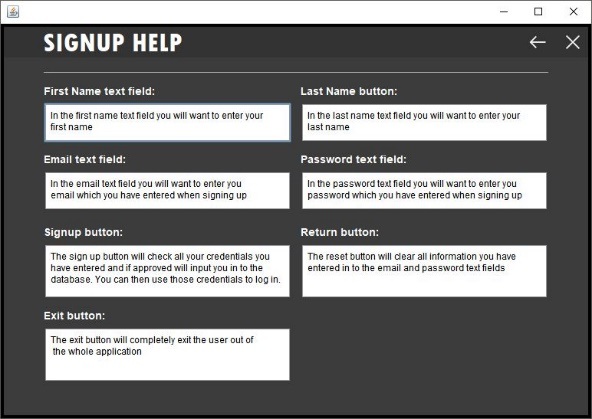 SIGNUP HELP
First Name text field:
In the first name text field you will want to enter your
first name
Last Name button:
In the last name text field you will want to enter your
last name
Email text field:
In the email text field you will want to enter you
email which you have entered when signing up
Password text field:
In the password text field you will want to enter you
password which you have entered when signing up
Signup button:
The sign up button will check all your credentials you
have entered and if approved will input you in to the
database. You can then use those credentials to log in.
Return button:
The reset button will clear all information you have
entered in to the email and password text fields
Exit button:
The exit button will completely exit the user out of
the whole application